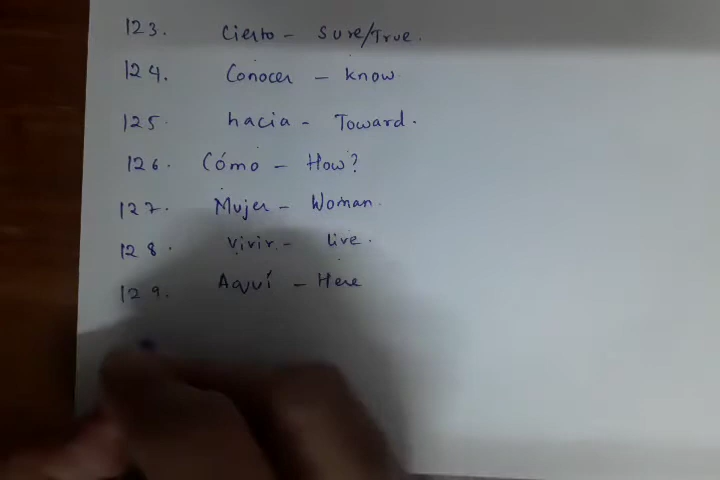 123. Cierto - Sure/True.
124. Conocer - know
125. hacia - Toward.
126. Cómo - How?
127. Mujer - Woman.
128. Vivir - live.
129. Aquí - Here